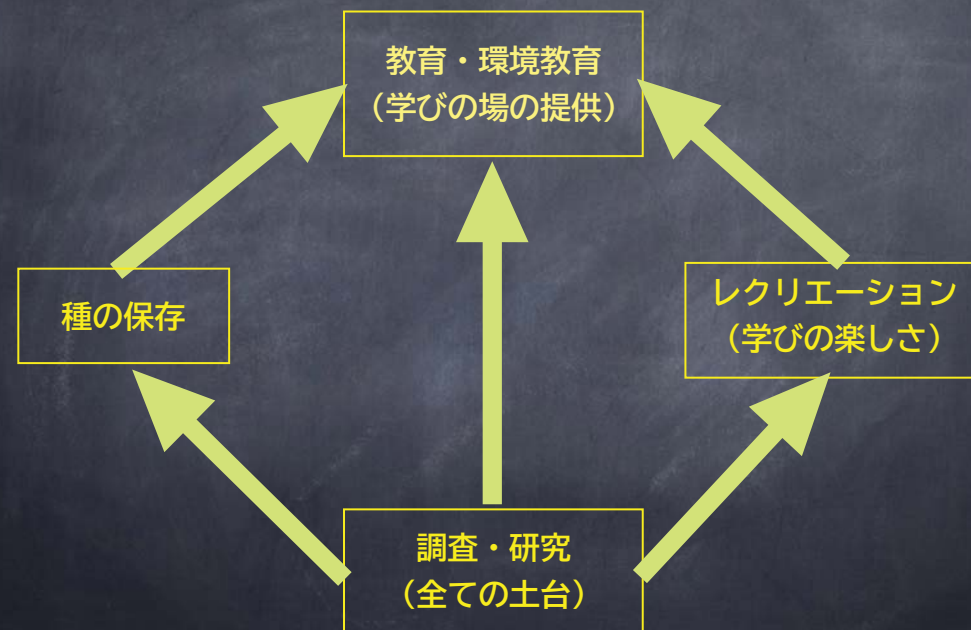 教育・環境教育
（学びの場の提供）
種の保存
レクリエーション
（学びの楽しさ）
調査・研究
（全ての土台）